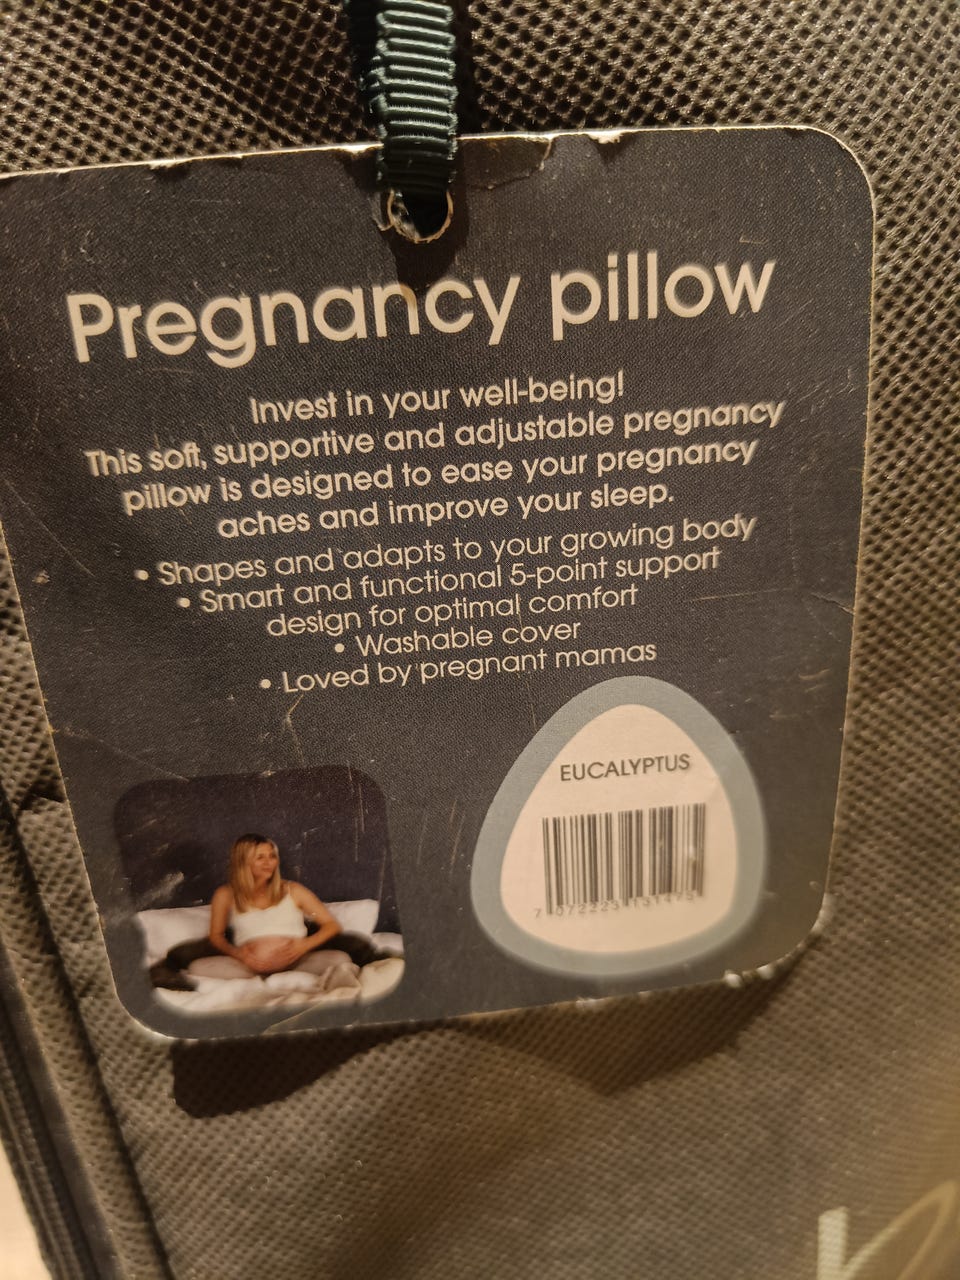 Pregnancy pillow
Invest in your well-being!
This soft, supportive and adjustable pregnancy
pillow is designed to ease your pregnancy
aches and improve your sleep.
• Shapes and adapts to your growing body
• Smart and functional 5-point support
design for optimal comfort
• Washable cover
• Loved by pregnant mamas
EUCALYPTUS